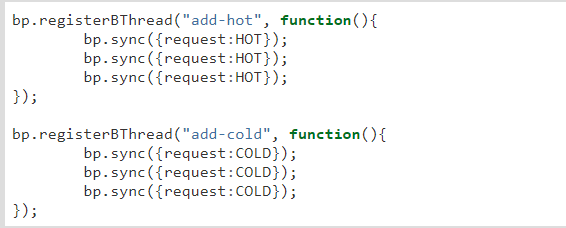 bp.registerBThread("add-hot", function(){
        bp.sync({request:HOT});
        bp.sync({request:HOT});
        bp.sync({request:HOT});
});

bp.registerBThread("add-cold", function(){
        bp.sync({request:COLD});
        bp.sync({request:COLD});
        bp.sync({request:COLD});
});